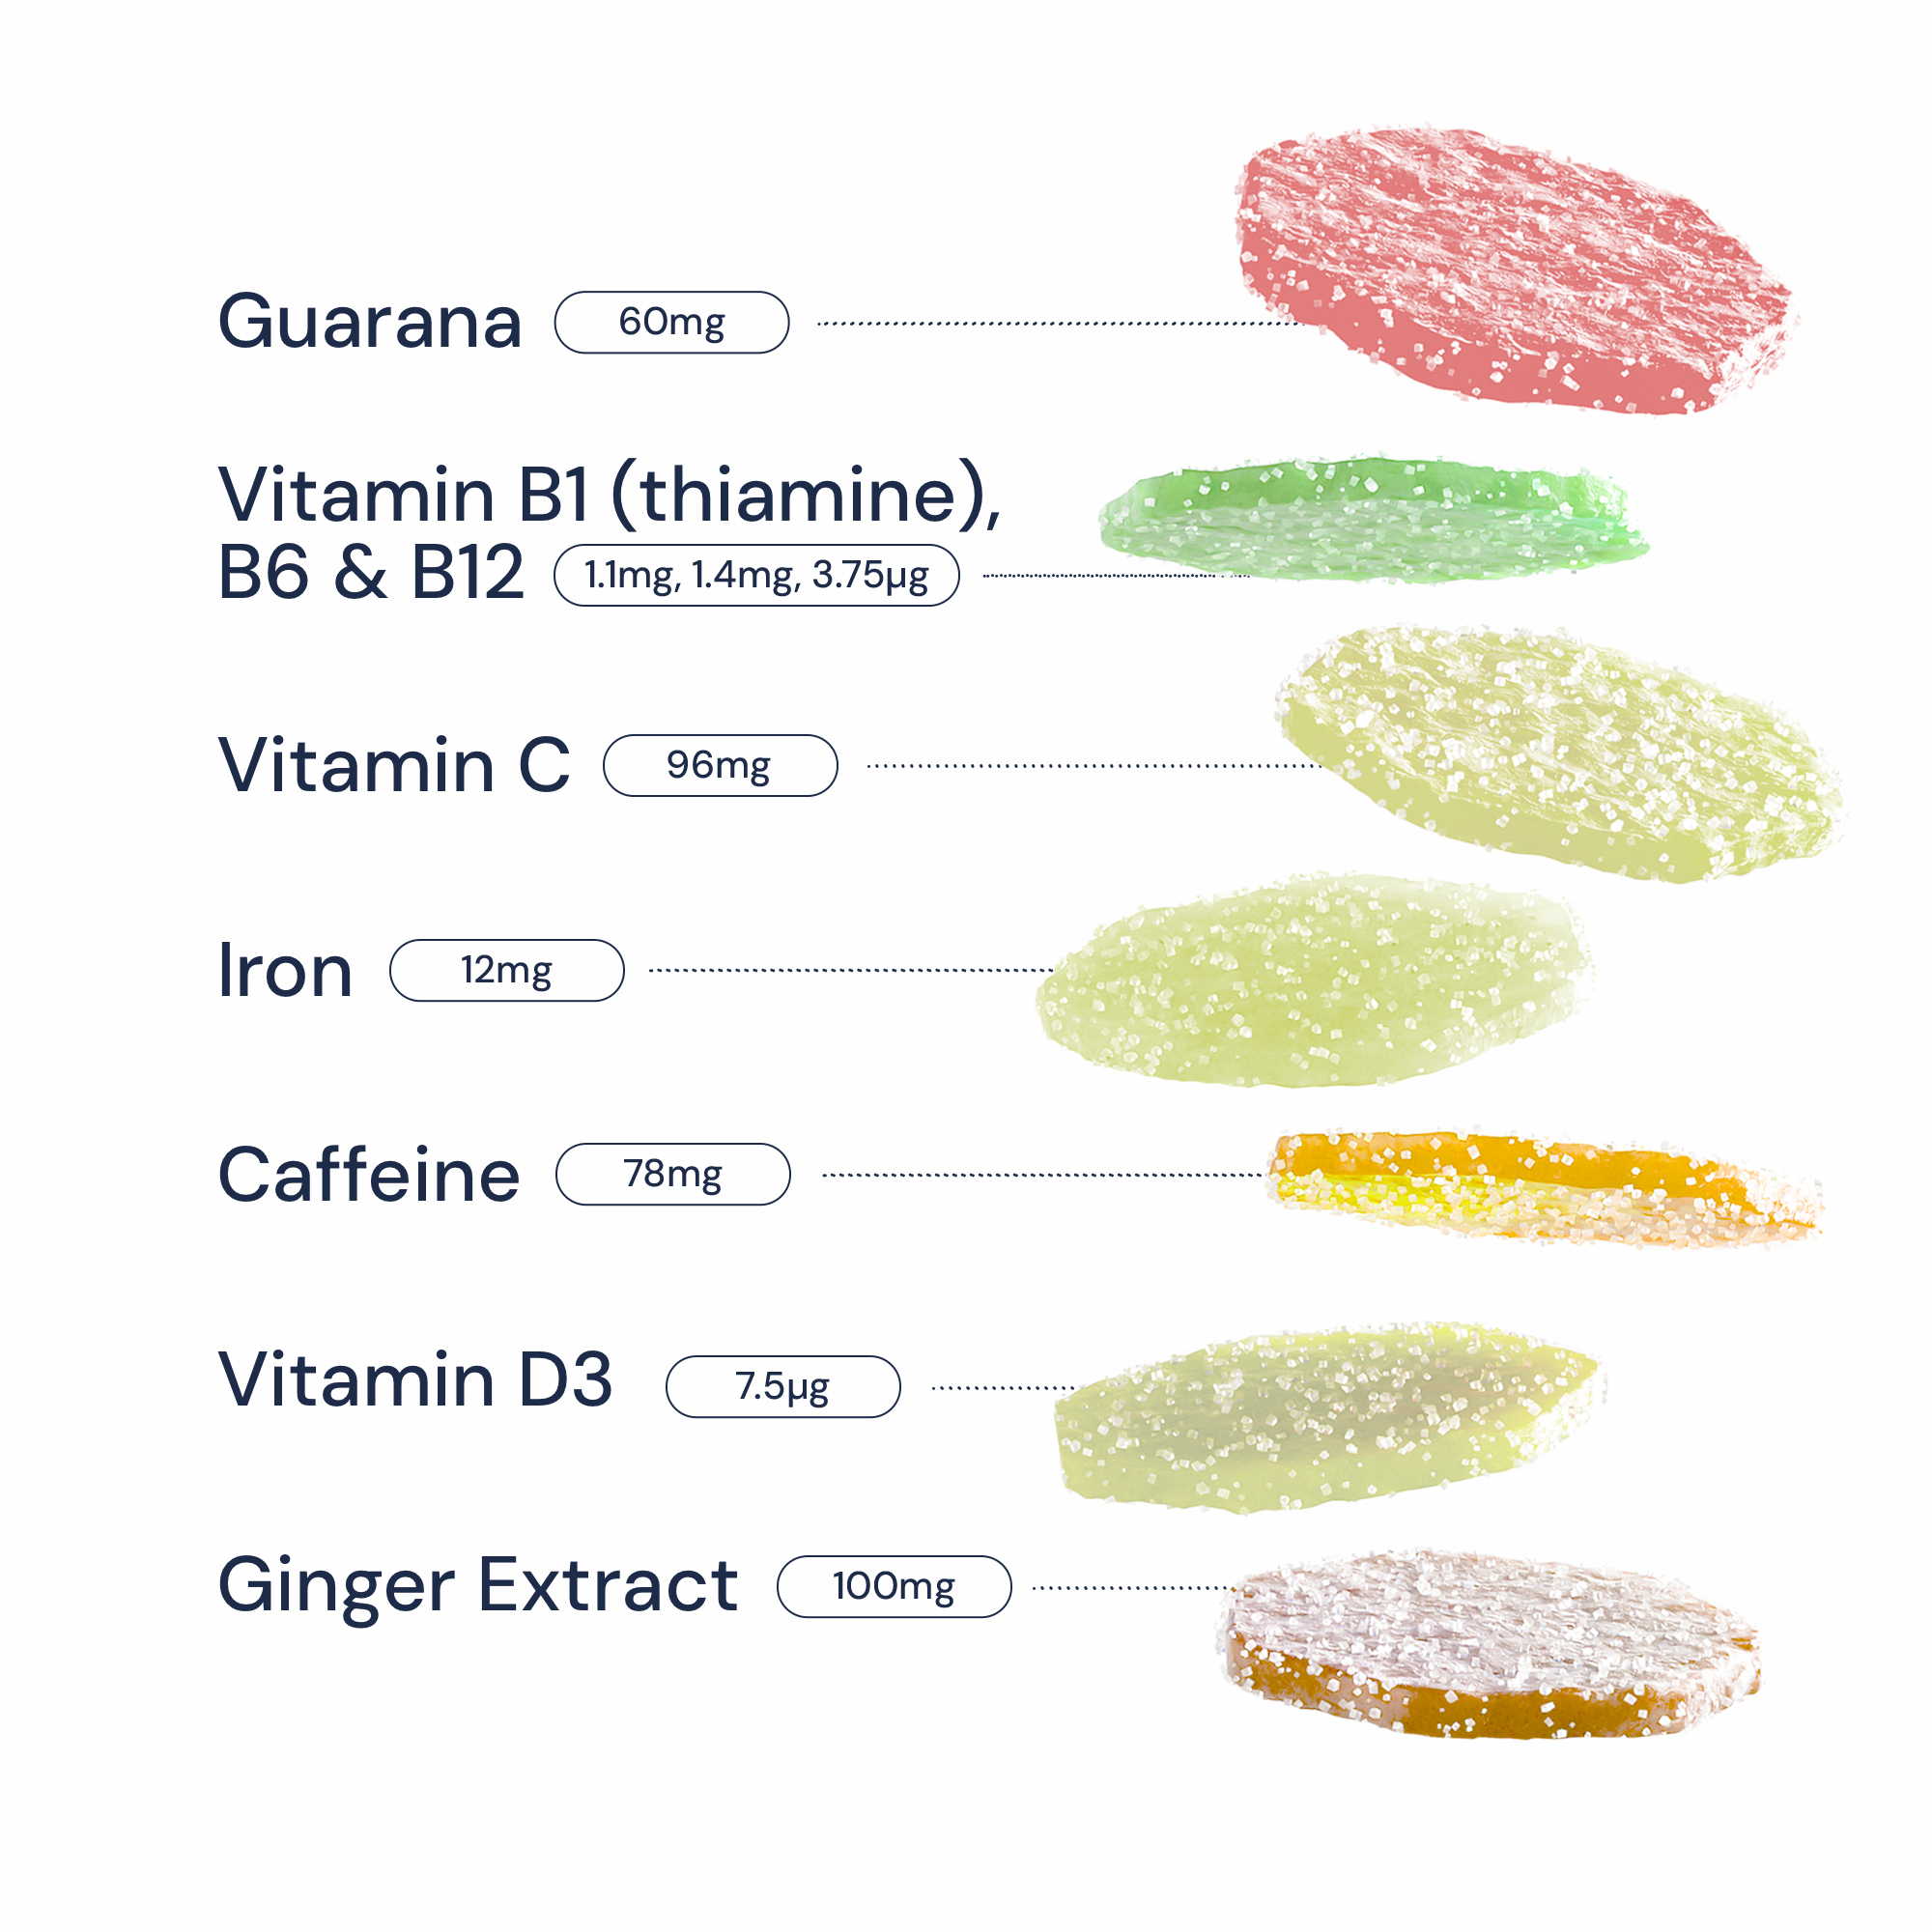 Guarana 60mg
Vitamin B1 (thiamine),
B6 & B12 1.1mg, 1.4mg, 3.75µg
Vitamin C 96mg
Iron 12mg
Caffeine 78mg
Vitamin D3 7.5µg
Ginger Extract 100mg